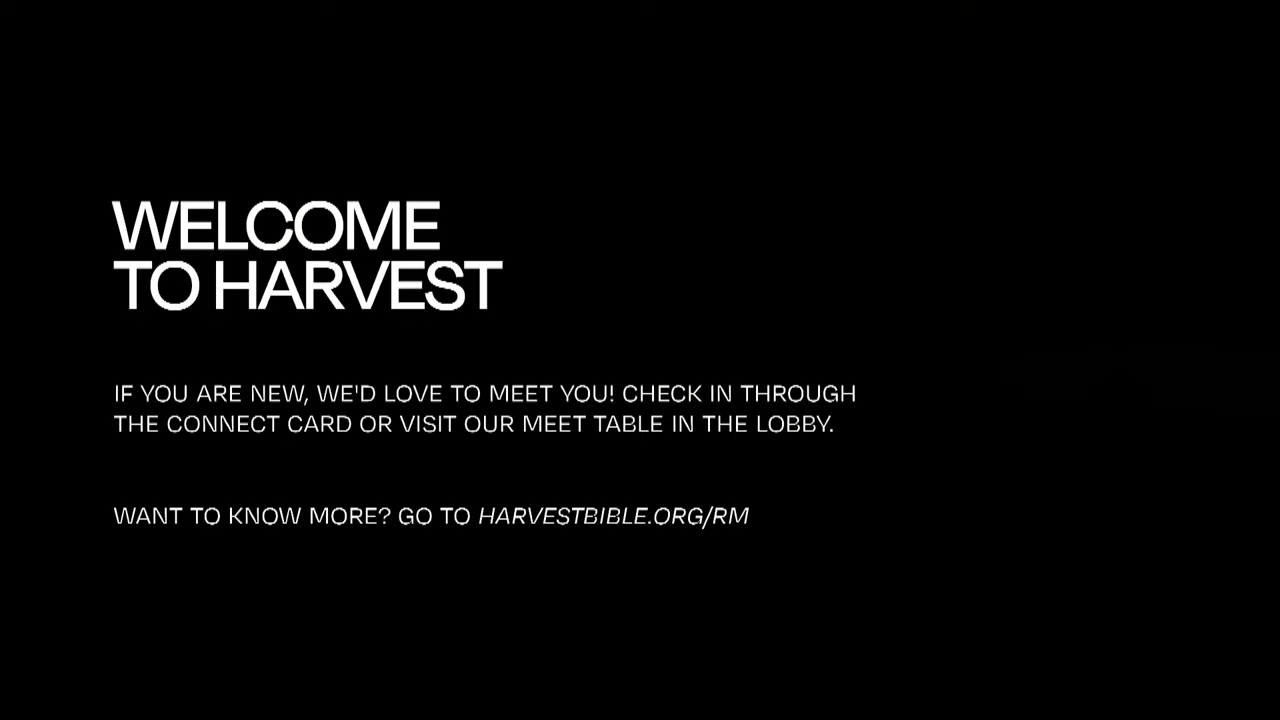 WELCOME
TO HARVEST
IF YOU ARE NEW, WE'D LOVE TO MEET YOU! CHECK IN THROUGH
THE CONNECT CARD OR VISIT OUR MEET TABLE IN THE LOBBY.
WANT TO KNOW MORE? GO TO HARVESTBIBLE.ORG/RM